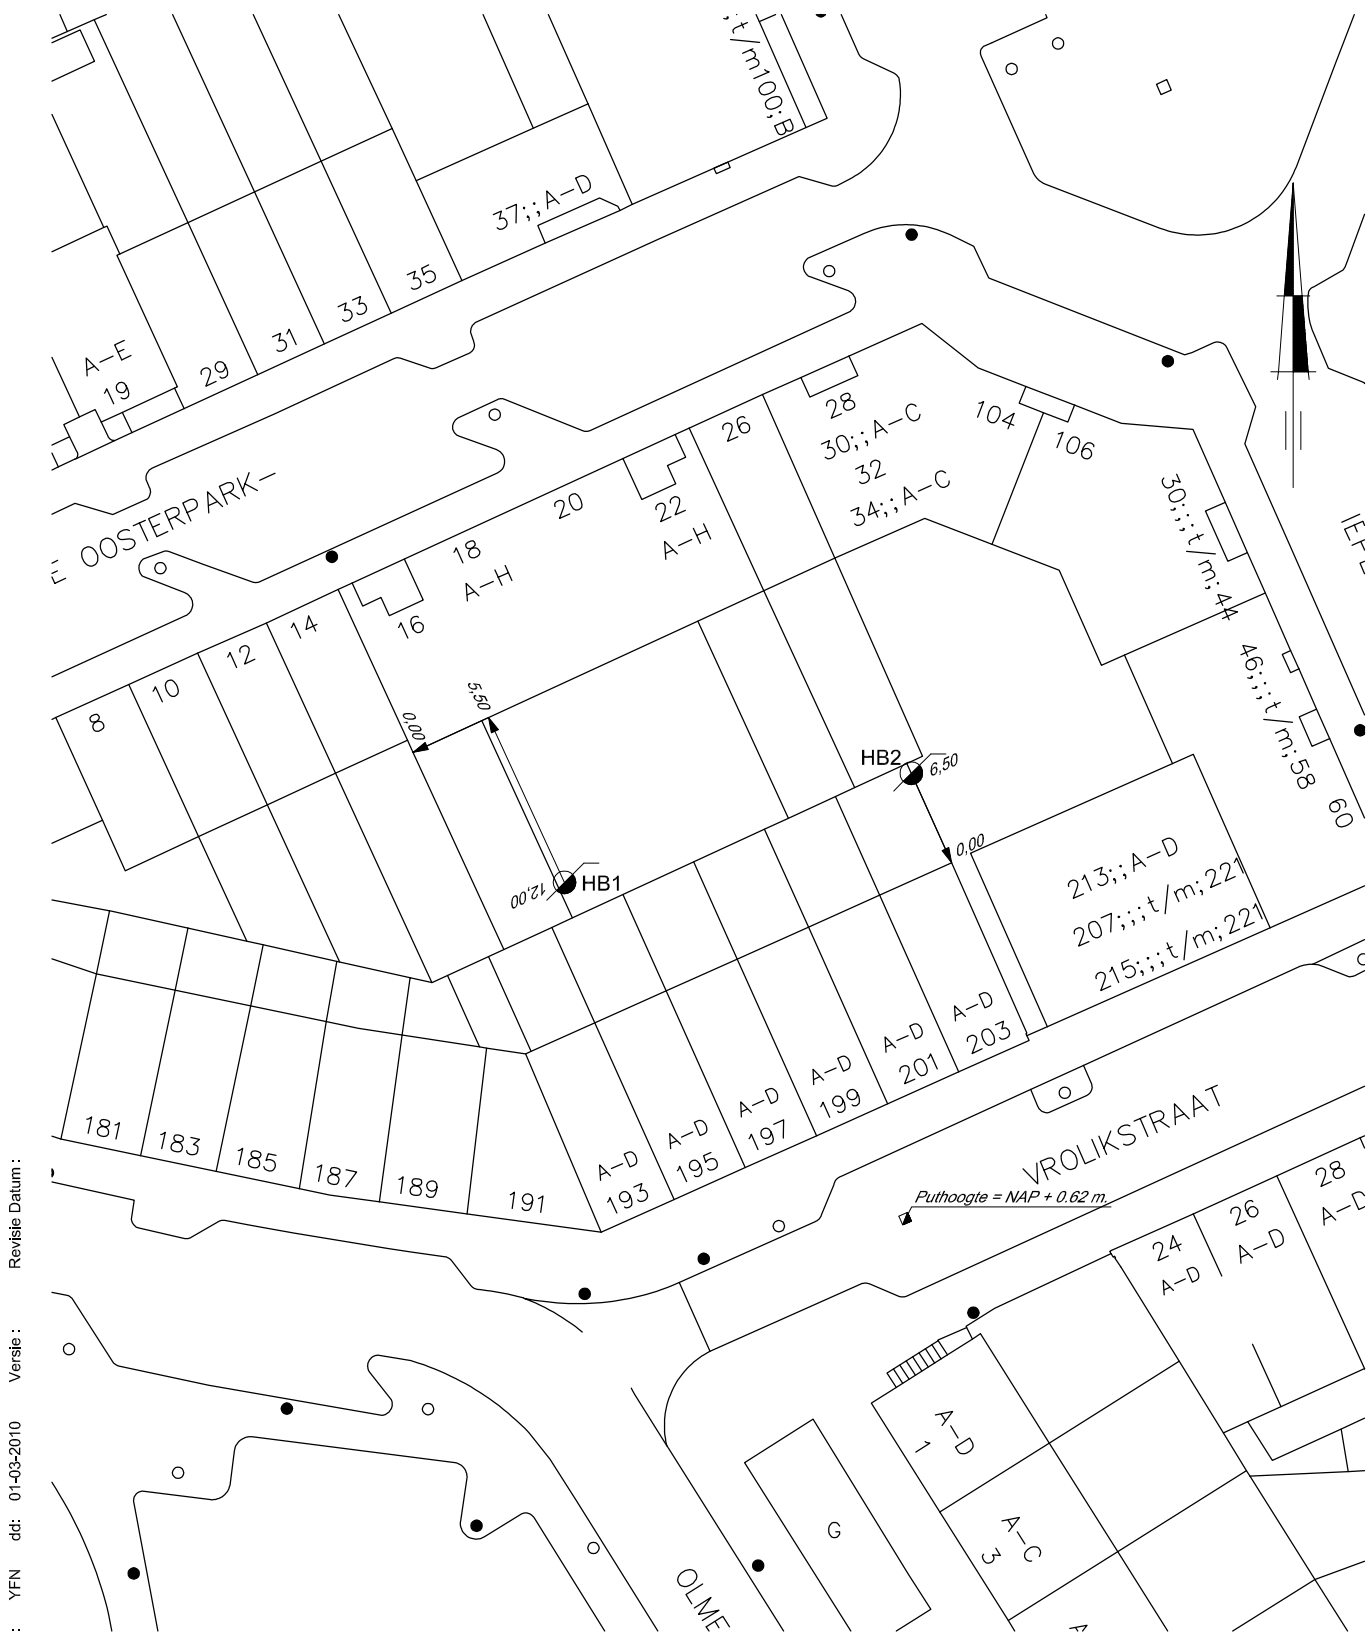 t/m100;B
37;;A-D
35
33
31
29
A-E
19
OOSTERPARK-
104
106
28
30;;A-C
32
34;;A-C
26
22
A-H
20
18
A-H
16
14
12
10
8
30;;;t/m;44
46;;;t/m;58
60
5,50
0,00
12,00
HB1
HB2
6,50
0,00
213;;A-D
207;;;t/m;221
215;;;t/m;221
A-D
203
A-D
201
A-D
199
A-D
197
A-D
195
A-D
193
191
189
187
185
183
181
VROLIKSTRAAT
Puthoogte = NAP + 0.62 m.
28
A-D
26
A-D
24
A-D
A-D
1
A-C
3
G
OLME
Revisie Datum :
Versie :
dd: 01-03-2010
: YFN